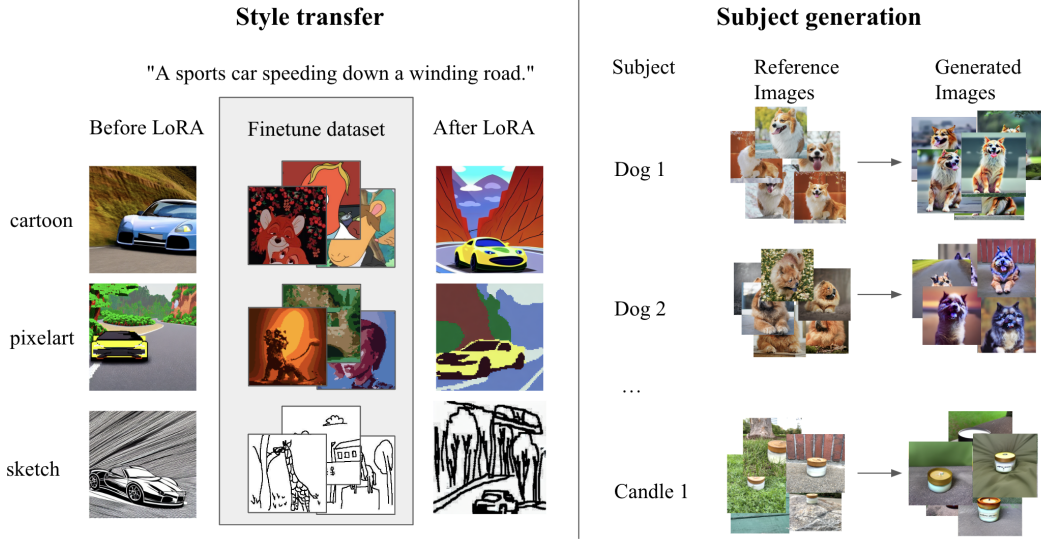 Style transfer
"A sports car speeding down a winding road."
Before LoRA
Finetune dataset
After LoRA
cartoon
pixelart
sketch
Subject generation
Subject
Reference
Images
Generated
Images
Dog 1
Dog 2
...
Candle 1